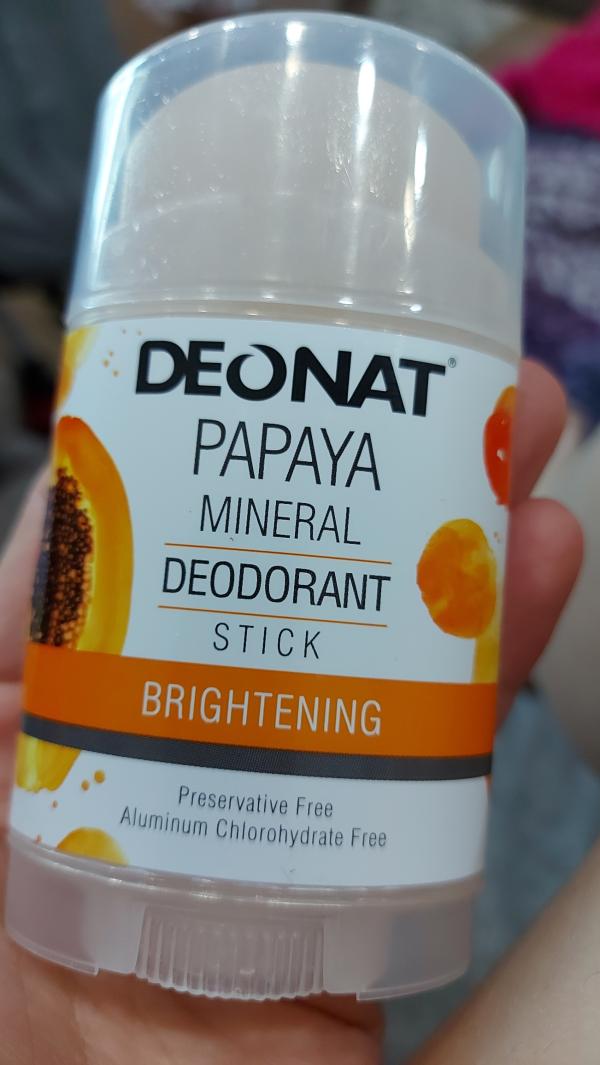 DEONAT®
PAPAYA
MINERAL
DEODORANT
STICK
BRIGHTENING
Preservative Free
Aluminum Chlorohydrate Free